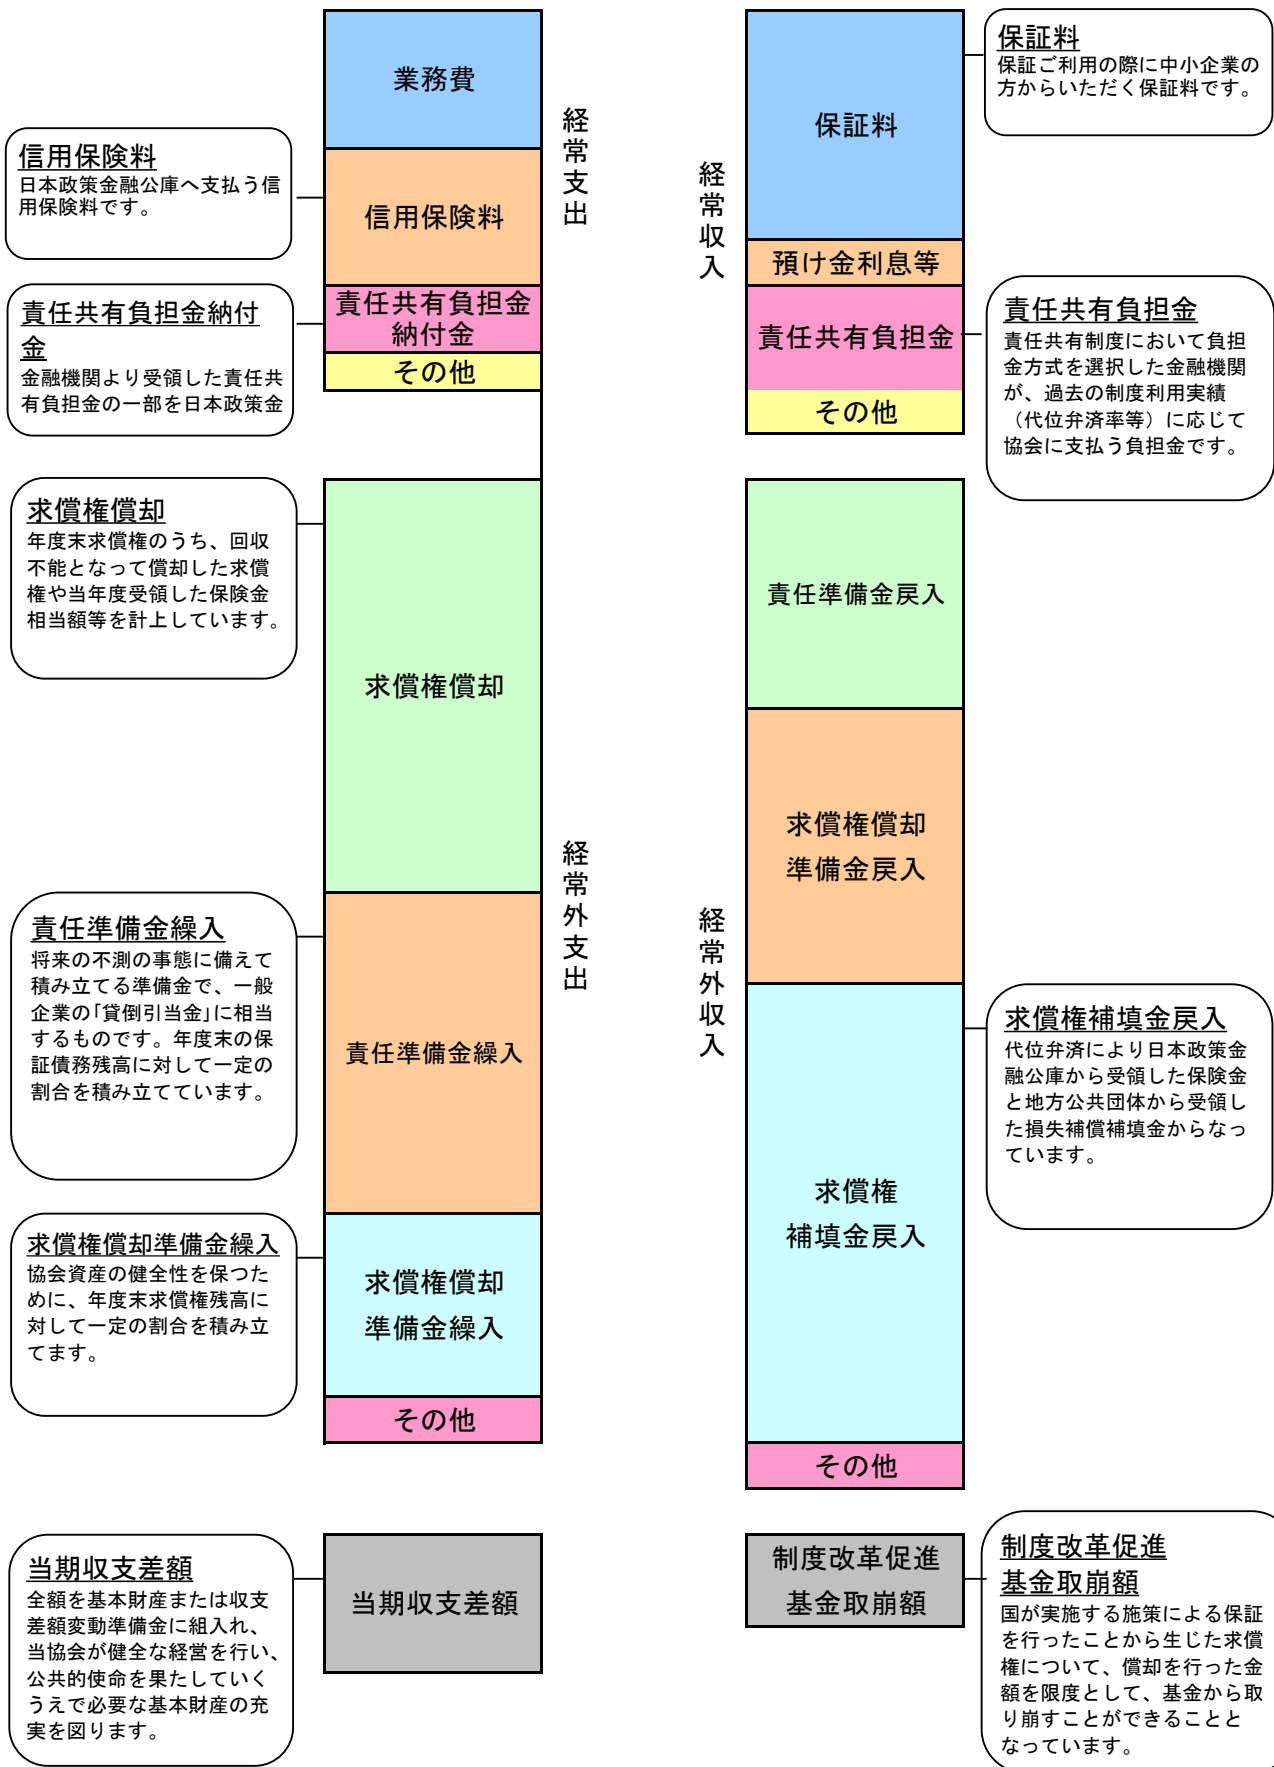 業務費
経常支出
信用保険料
日本政策金融公庫へ支払う信
用保険料です。
信用保険料
責任共有負担金納付
金
金融機関より受領した責任共
有負担金の一部を日本政策金
責任共有負担金
納付金
その他
求償権償却
年度末求償権のうち、回収
不能となって償却した求償
権や当年度受領した保険金
相当額等を計上しています。
求償権償却
経常外支出
責任準備金繰入
将来の不測の事態に備えて
積み立てる準備金で、一般
企業の｢貸倒引当金｣に相当
するものです。年度末の保
証債務残高に対して一定の
割合を積み立てています。
責任準備金繰入
求償権償却準備金繰入
協会資産の健全性を保つた
めに、年度末求償権残高に
対して一定の割合を積み立
てます。
求償権償却
準備金繰入
その他
当期収支差額
全額を基本財産または収支
差額変動準備金に組入れ、
当協会が健全な経営を行い、
公共的使命を果たしていく
うえで必要な基本財産の充
実を図ります。
当期収支差額
経常収入
保証料
保証料
保証ご利用の際に中小企業の
方からいただく保証料です。
預け金利息等
責任共有負担金
責任共有負担金
責任共有制度において負担
金方式を選択した金融機関
が、過去の制度利用実績
（代位弁済率等）に応じて
協会に支払う負担金です。
その他
責任準備金戻入
経常外収入
求償権償却
準備金戻入
求償権
補填金戻入
求償権補填金戻入
代位弁済により日本政策金
融公庫から受領した保険金
と地方公共団体から受領し
た損失補償補填金からなっ
ています。
その他
制度改革促進
基金取崩額
制度改革促進
基金取崩額
国が実施する施策による保証
を行ったことから生じた求償
権について、償却を行った金
額を限度として、基金から取
り崩すことができることと
なっています。